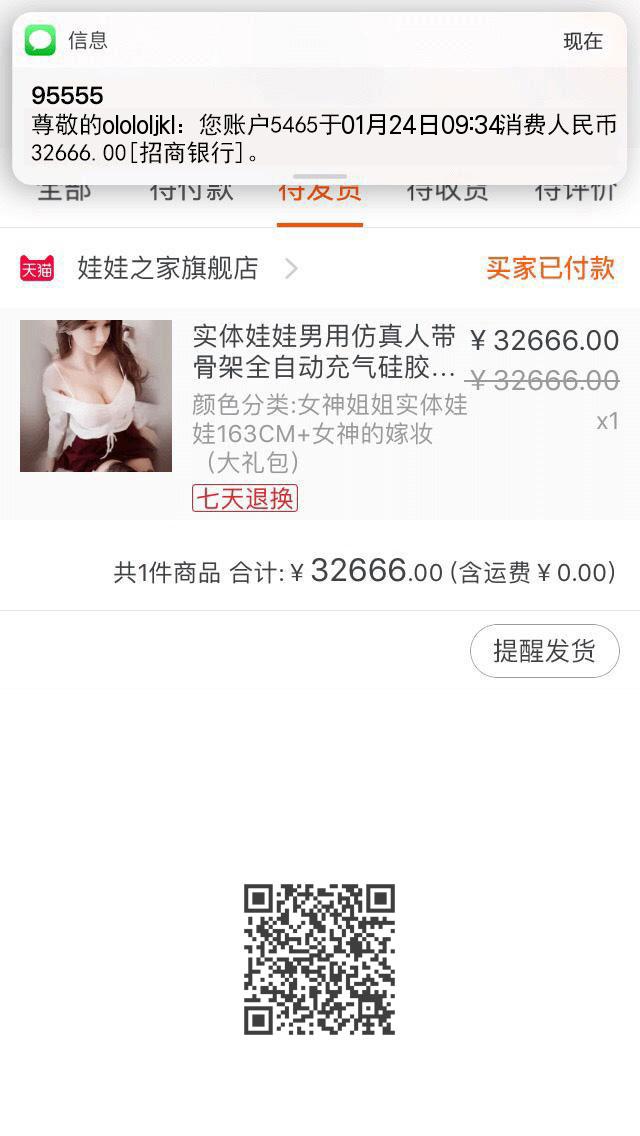 信息
现在
95555
尊敬的olololjkl：您账户5465于01月24日09:34消费人民币
32666.00[招商银行]。
全部 待付款 待发货 待收货 待评价
天猫 娃娃之家旗舰店 买家已付款
实体娃娃男用仿真人带 ￥32666.00
骨架全自动充气硅胶... ￥32666.00
颜色分类:女神姐姐实体娃 x1
娃163CM+女神的嫁妆
（大礼包）
七天退换
共1件商品 合计:￥32666.00 (含运费￥0.00)
提醒发货